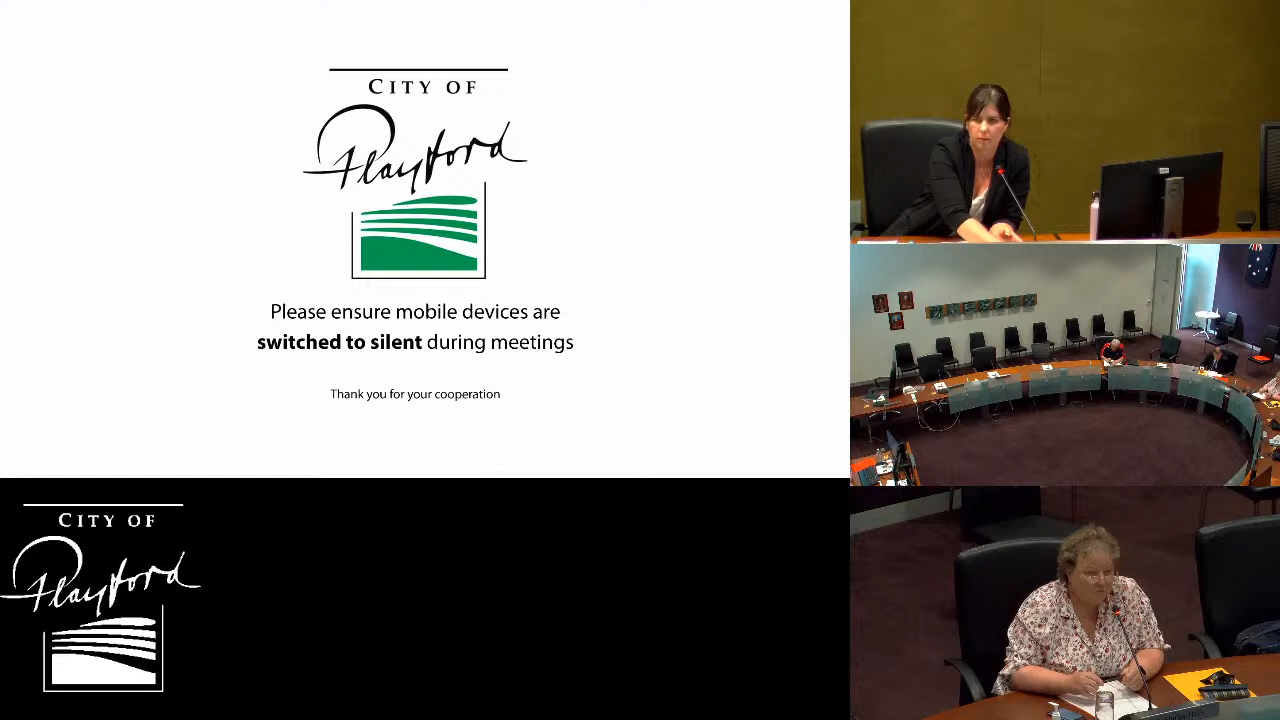 CITY OF
Playford
Please ensure mobile devices are
switched to silent during meetings
Thank you for your cooperation
CITY OF
Playford